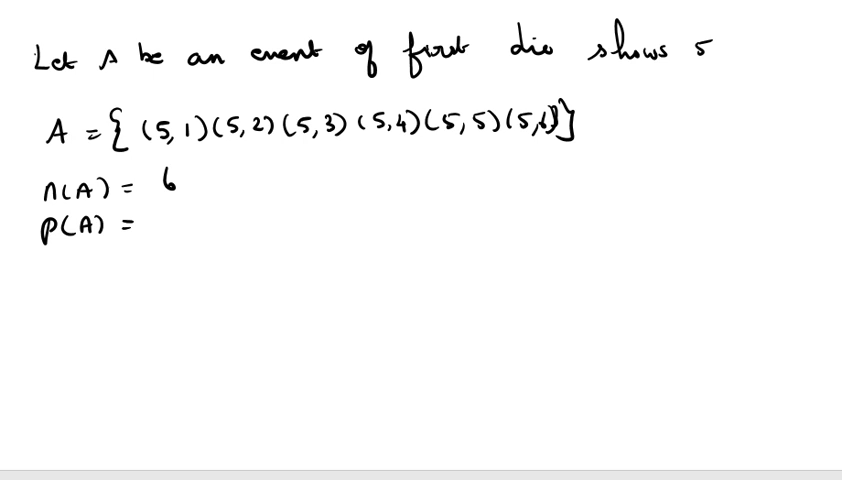 Let A be an event of first die shows 5
A = { (5, 1) (5, 2) (5, 3) (5, 4) (5, 5) (5, 6)}
n(A) = 6
P(A) =